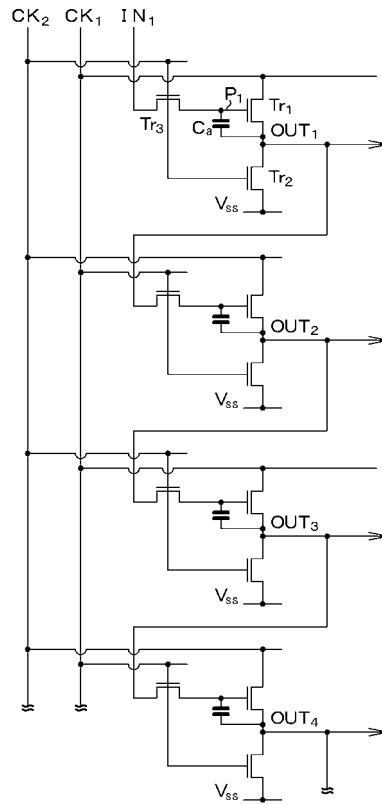 CK₂ CK₁ IN₁
P₁
Tr₁
Tr₃ Cₐ OUT₁
Tr₂
Vss
OUT₂
Vss
OUT₃
Vss
OUT₄
Vss